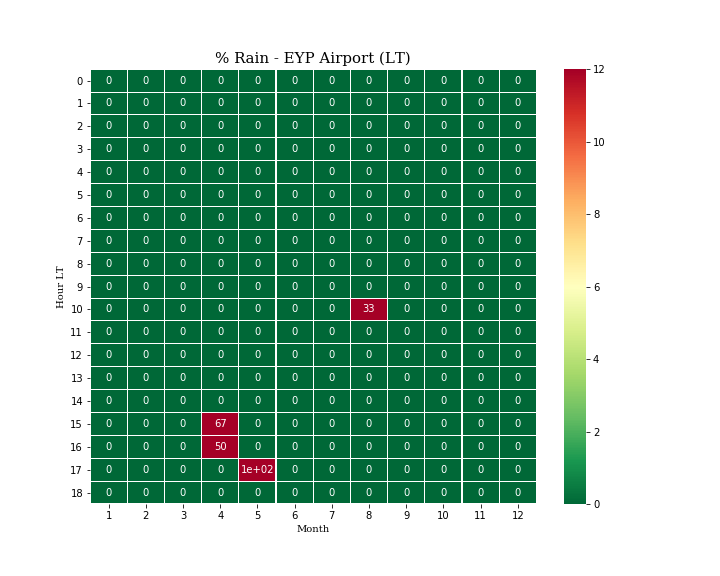 % Rain - EYP Airport (LT)
0 0 0 0 0 0 0 0 0 0 0 0 0
1 0 0 0 0 0 0 0 0 0 0 0 0
2 0 0 0 0 0 0 0 0 0 0 0 0
3 0 0 0 0 0 0 0 0 0 0 0 0
4 0 0 0 0 0 0 0 0 0 0 0 0
5 0 0 0 0 0 0 0 0 0 0 0 0
6 0 0 0 0 0 0 0 0 0 0 0 0
7 0 0 0 0 0 0 0 0 0 0 0 0
8 0 0 0 0 0 0 0 0 0 0 0 0
9 0 0 0 0 0 0 0 0 0 0 0 0
10 0 0 0 0 0 0 0 33 0 0 0 0
11 0 0 0 0 0 0 0 0 0 0 0 0
12 0 0 0 0 0 0 0 0 0 0 0 0
13 0 0 0 0 0 0 0 0 0 0 0 0
14 0 0 0 0 0 0 0 0 0 0 0 0
15 0 0 0 67 0 0 0 0 0 0 0 0
16 0 0 0 50 0 0 0 0 0 0 0 0
17 0 0 0 0 1e+02 0 0 0 0 0 0 0
18 0 0 0 0 0 0 0 0 0 0 0 0
1 2 3 4 5 6 7 8 9 10 11 12
Month
Hour LT
12
10
8
6
4
2
0